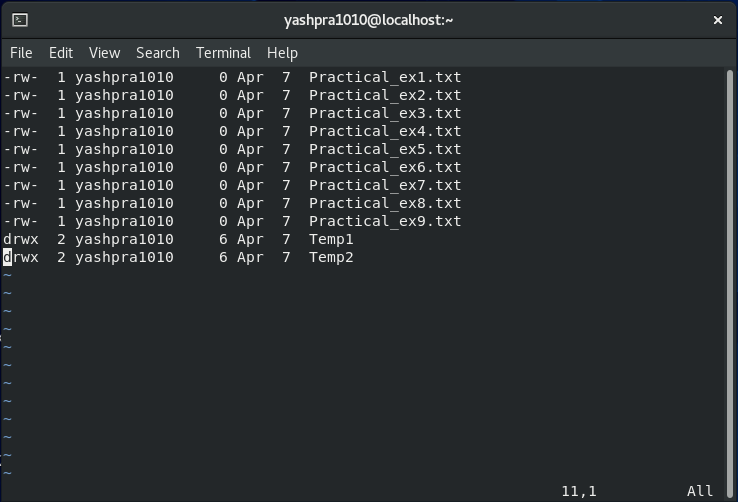 yashpra1010@localhost:~
File Edit View Search Terminal Help
-rw-  1 yashpra1010     0 Apr  7  Practical_ex1.txt
-rw-  1 yashpra1010     0 Apr  7  Practical_ex2.txt
-rw-  1 yashpra1010     0 Apr  7  Practical_ex3.txt
-rw-  1 yashpra1010     0 Apr  7  Practical_ex4.txt
-rw-  1 yashpra1010     0 Apr  7  Practical_ex5.txt
-rw-  1 yashpra1010     0 Apr  7  Practical_ex6.txt
-rw-  1 yashpra1010     0 Apr  7  Practical_ex7.txt
-rw-  1 yashpra1010     0 Apr  7  Practical_ex8.txt
-rw-  1 yashpra1010     0 Apr  7  Practical_ex9.txt
drwx  2 yashpra1010     6 Apr  7  Temp1
drwx  2 yashpra1010     6 Apr  7  Temp2
~
~
~
~
~
~
~
~
~
~
~
~
11,1          All